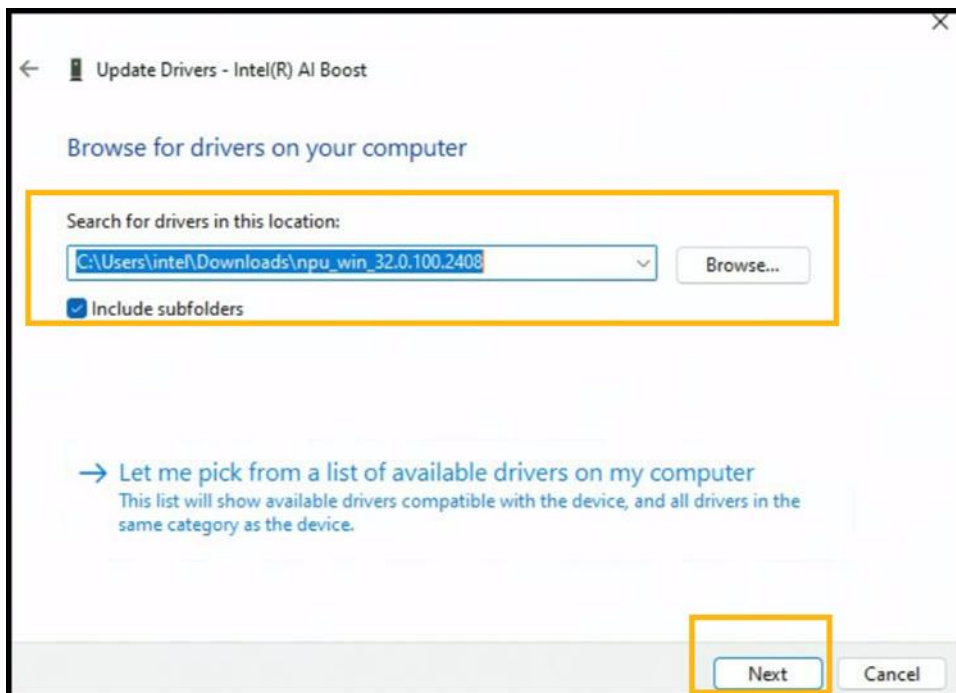 Update Drivers - Intel(R) AI Boost
Browse for drivers on your computer
Search for drivers in this location:
C:\Users\intel\Downloads\npu_win_32.0.100.2408
Browse...
Include subfolders
Let me pick from a list of available drivers on my computer
This list will show available drivers compatible with the device, and all drivers in the
same category as the device.
Next
Cancel